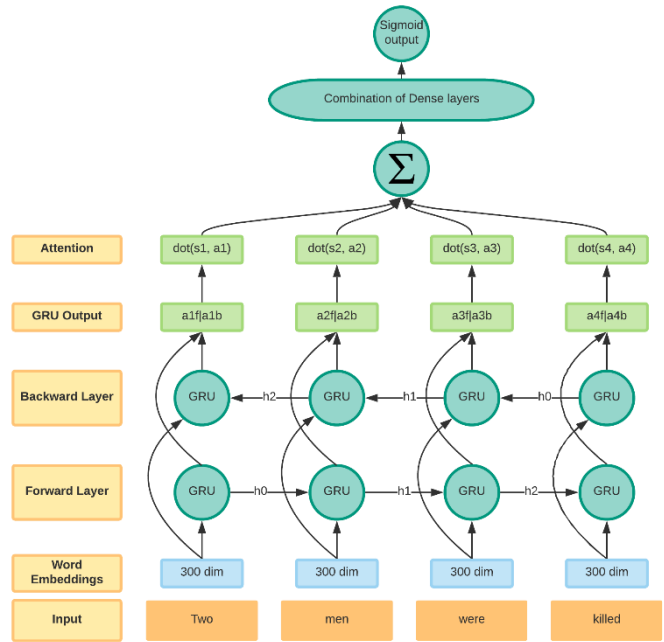 Sigmoid
output
Combination of Dense layers
Σ
Attention
dot(s1, a1)
dot(s2, a2)
dot(s3, a3)
dot(s4, a4)
GRU Output
a1f|a1b
a2f|a2b
a3f|a3b
a4f|a4b
Backward Layer
GRU
h2
GRU
h1
GRU
h0
GRU
Forward Layer
GRU
h0
GRU
h1
GRU
h2
GRU
Word
Embeddings
300 dim
300 dim
300 dim
300 dim
Input
Two
men
were
killed